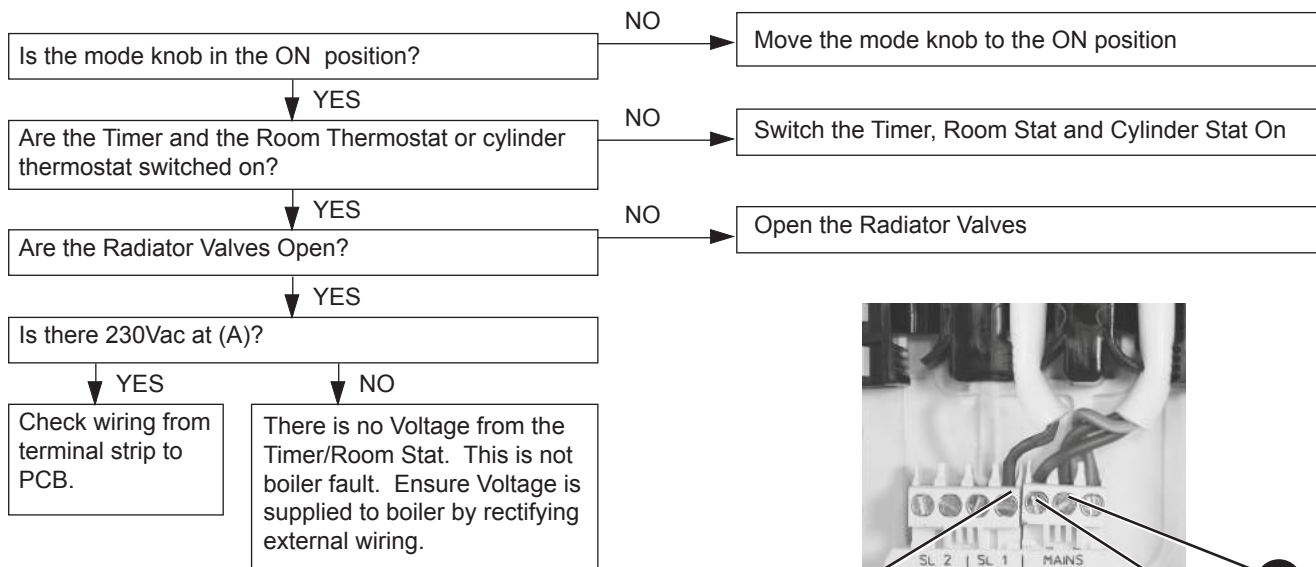 Is the mode knob in the ON position?
NO
Move the mode knob to the ON position
YES
Are the Timer and the Room Thermostat or cylinder
thermostat switched on?
NO
Switch the Timer, Room Stat and Cylinder Stat On
YES
Are the Radiator Valves Open?
NO
Open the Radiator Valves
YES
Is there 230Vac at (A)?
YES
NO
Check wiring from
terminal strip to
PCB.
There is no Voltage from the
Timer/Room Stat. This is not
boiler fault. Ensure Voltage is
supplied to boiler by rectifying
external wiring.
SL 2 | SL 1 | MAINS